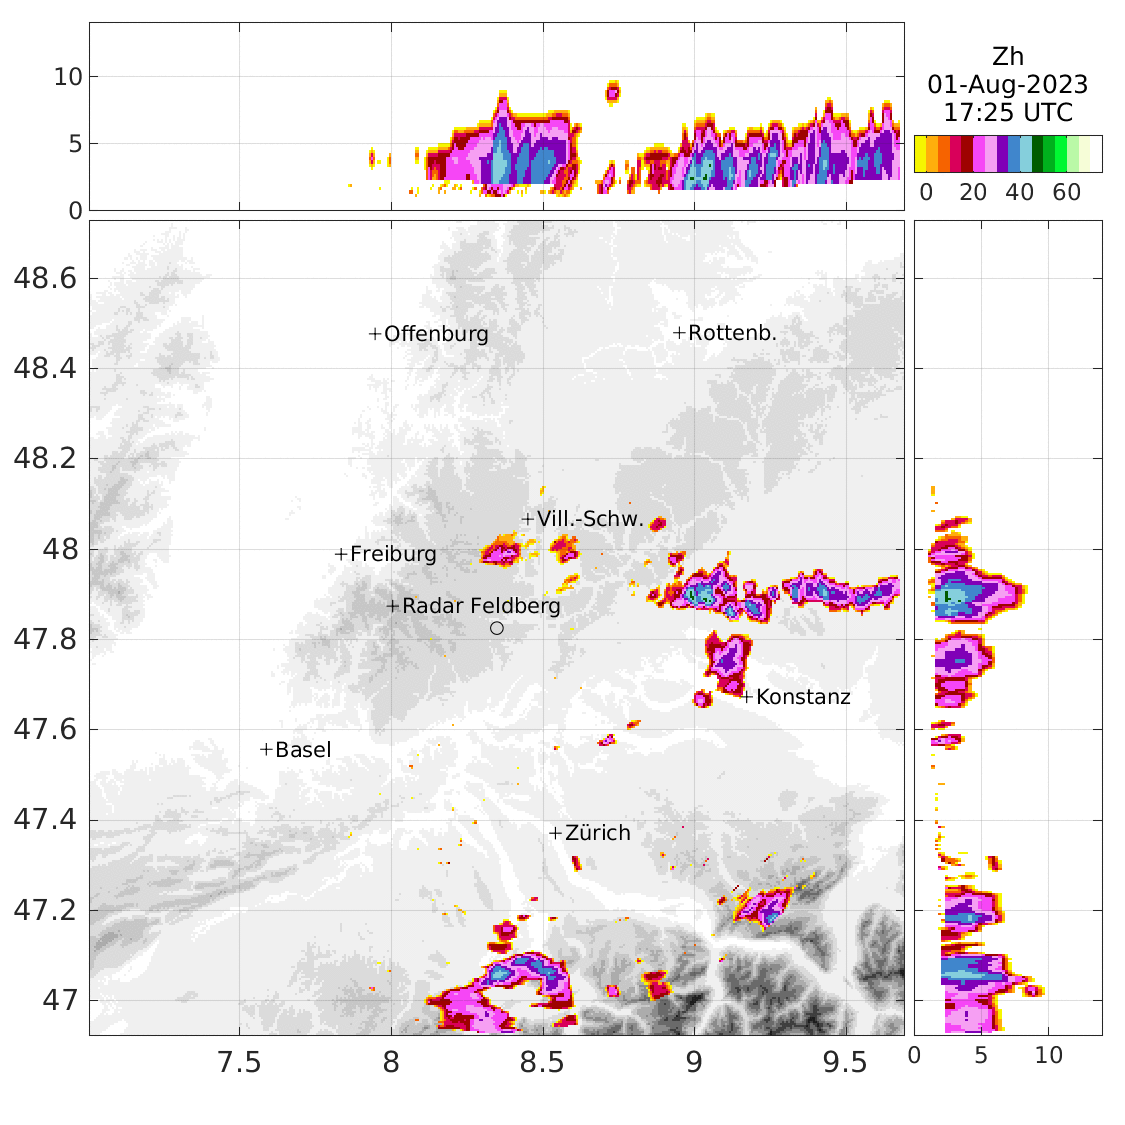 10
5
0
Zh
01-Aug-2023
17:25 UTC
0 20 40 60
48.6
48.4
48.2
48
47.8
47.6
47.4
47.2
47
+Offenburg
+Rottenb.
+Vill.-Schw.
+Freiburg
+Radar Feldberg
+Konstanz
+Basel
+Zürich
7.5 8 8.5 9 9.5
0 5 10